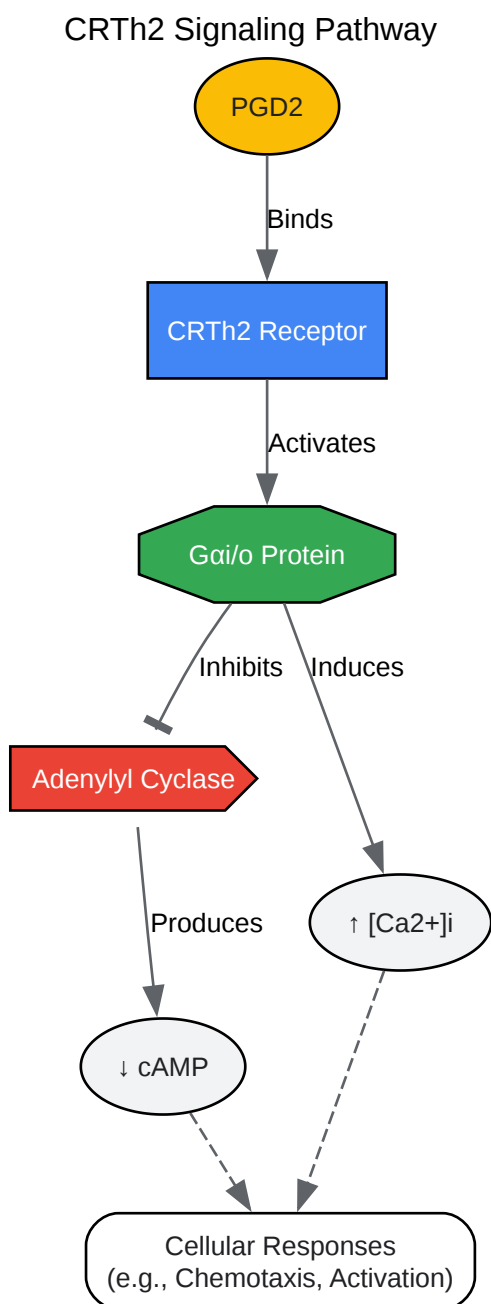 CRTh2 Signaling Pathway
PGD2
Binds
CRTh2 Receptor
Activates
Gαi/o Protein
Inhibits
Induces
Adenylyl Cyclase
Produces
↑ [Ca2+]i
↓ cAMP
Cellular Responses
(e.g., Chemotaxis, Activation)